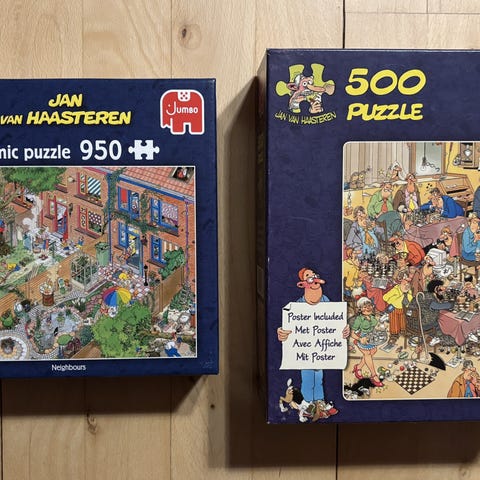 JAN
VAN HAASTEREN
Jumbo
nic puzzle 950
Neighbours
JAN VAN HAASTEREN
500
PUZZLE
Poster Included
Met Poster
Avec Affiche
Mit Poster